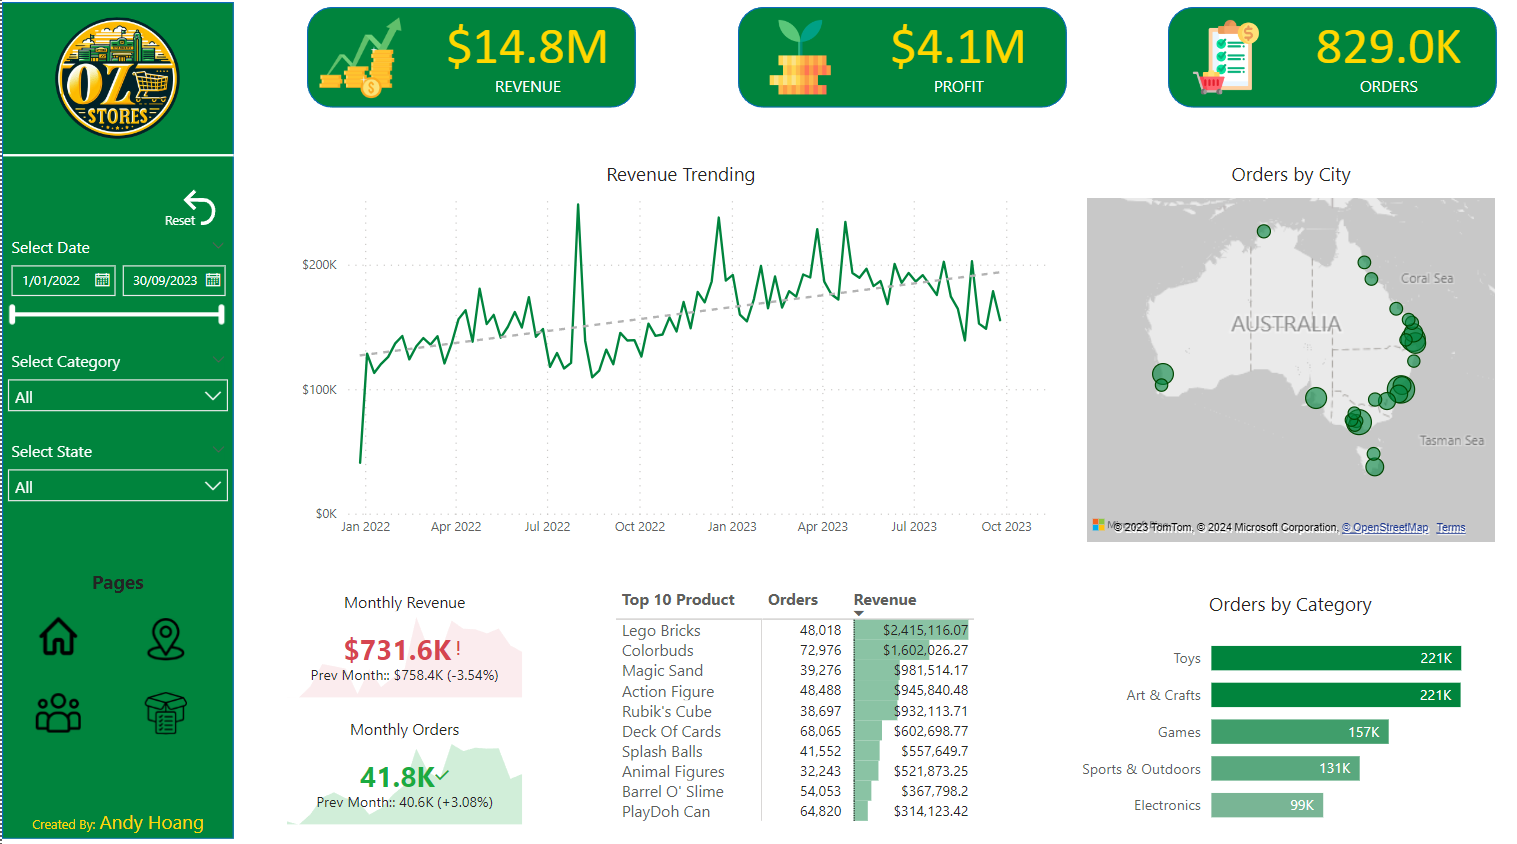 OZ
STORES
$14.8M
REVENUE
$4.1M
PROFIT
829.0K
ORDERS
Reset
Select Date
1/01/2022
30/09/2023
Select Category
All
Select State
All
Pages
Created By: Andy Hoang
Revenue Trending
$200K
$100K
$0K
Jan 2022
Apr 2022
Jul 2022
Oct 2022
Jan 2023
Apr 2023
Jul 2023
Oct 2023
Orders by City
Coral Sea
AUSTRALIA
Tasman Sea
© 2023 TomTom, © 2024 Microsoft Corporation, © OpenStreetMap Terms
Monthly Revenue
$731.6K !
Prev Month:: $758.4K (-3.54%)
Monthly Orders
41.8K
Prev Month:: 40.6K (+3.08%)
Top 10 Product Orders Revenue
Lego Bricks 48,018 $2,415,116.07
Colorbuds 72,976 $1,602,026.27
Magic Sand 39,276 $981,514.17
Action Figure 48,488 $945,840.48
Rubik's Cube 38,697 $932,113.71
Deck Of Cards 68,065 $602,698.77
Splash Balls 41,552 $557,649.7
Animal Figures 32,243 $521,873.25
Barrel O' Slime 54,053 $367,798.2
PlayDoh Can 64,820 $314,123.42
Orders by Category
Toys 221K
Art & Crafts 221K
Games 157K
Sports & Outdoors 131K
Electronics 99K